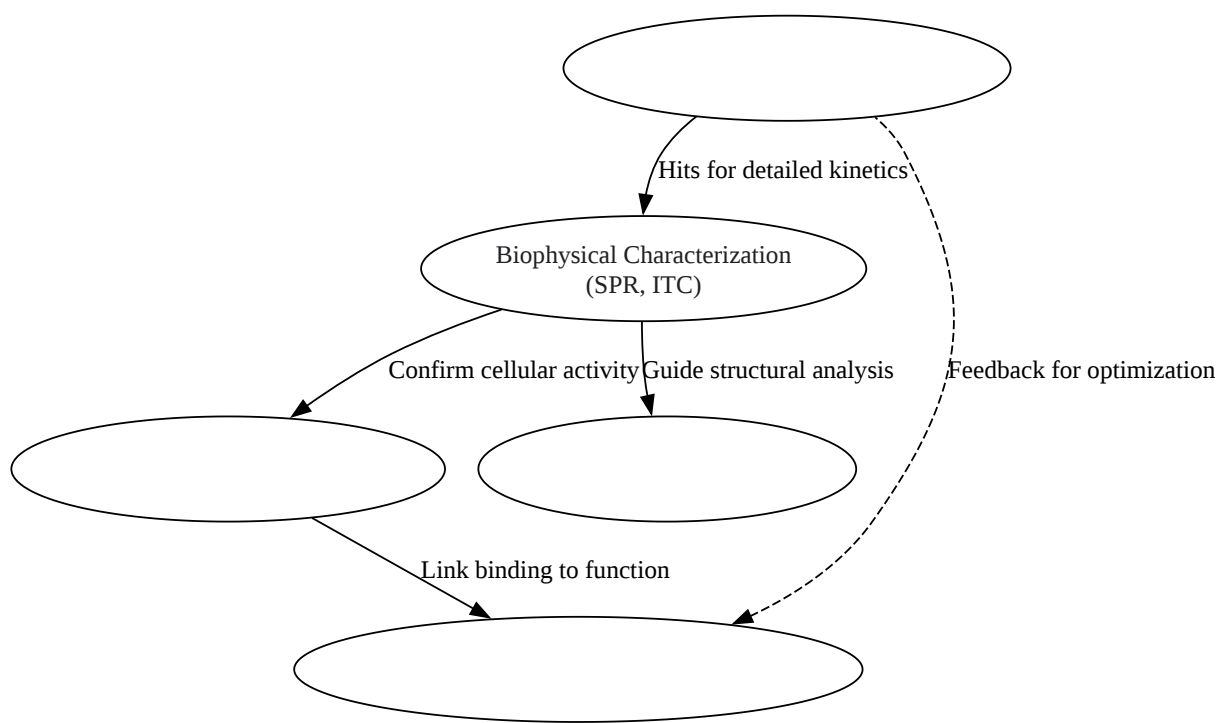 Hits for detailed kinetics
Biophysical Characterization
(SPR, ITC)
Confirm cellular activity
Guide structural analysis
Feedback for optimization
Link binding to function